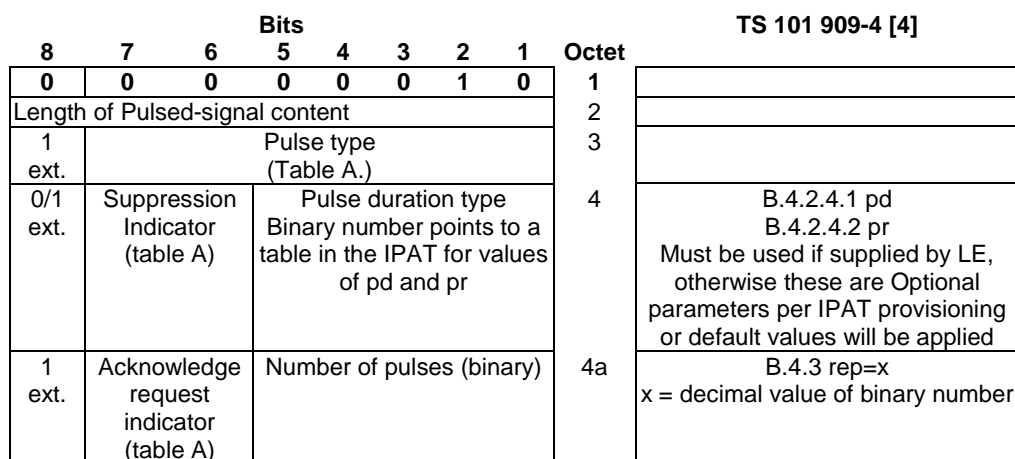 Bits TS 101 909-4 [4]
8 7 6 5 4 3 2 1 Octet
0 0 0 0 0 0 1 0 1
Length of Pulsed-signal content 2
1 Pulse type 3
ext. (Table A.)
0/1 Suppression Pulse duration type 4 B.4.2.4.1 pd
ext. Indicator Binary number points to a B.4.2.4.2 pr
(table A) table in the IPAT for values Must be used if supplied by LE,
of pd and pr otherwise these are Optional
parameters per IPAT provisioning
or default values will be applied
1 Acknowledge Number of pulses (binary) 4a B.4.3 rep=x
ext. request x = decimal value of binary number
indicator
(table A)